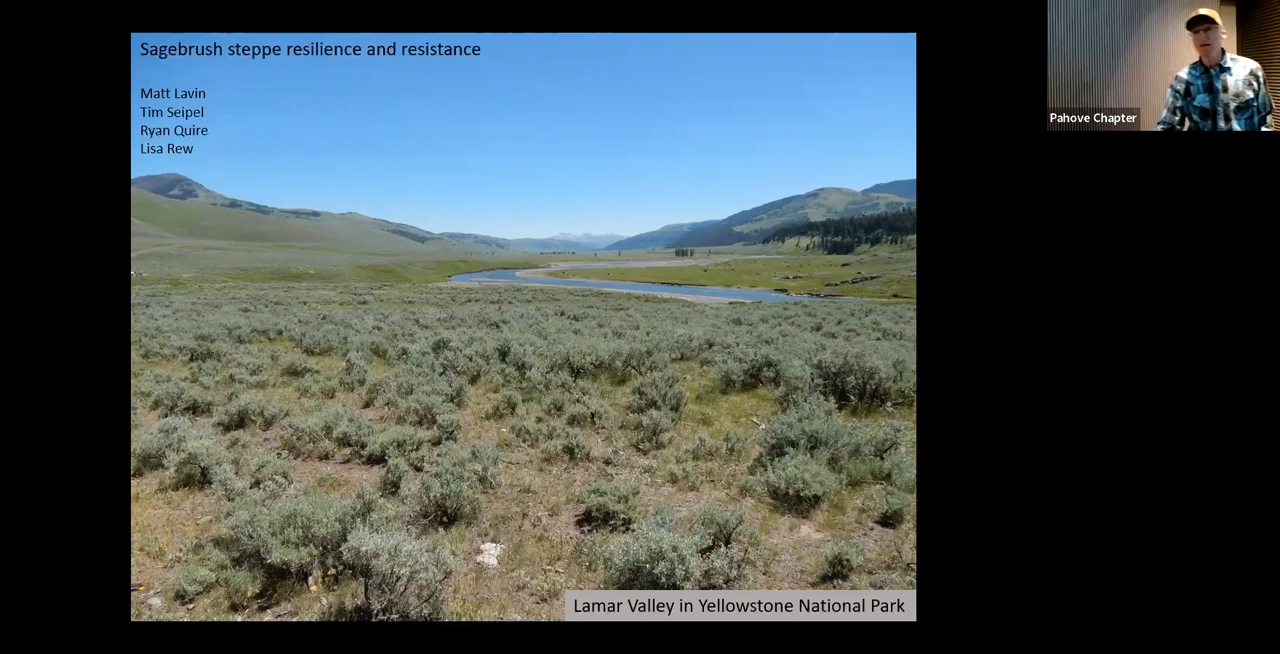 Sagebrush steppe resilience and resistance
Matt Lavin
Tim Seipel
Ryan Quire
Lisa Rew
Pahove Chapter
Lamar Valley in Yellowstone National Park